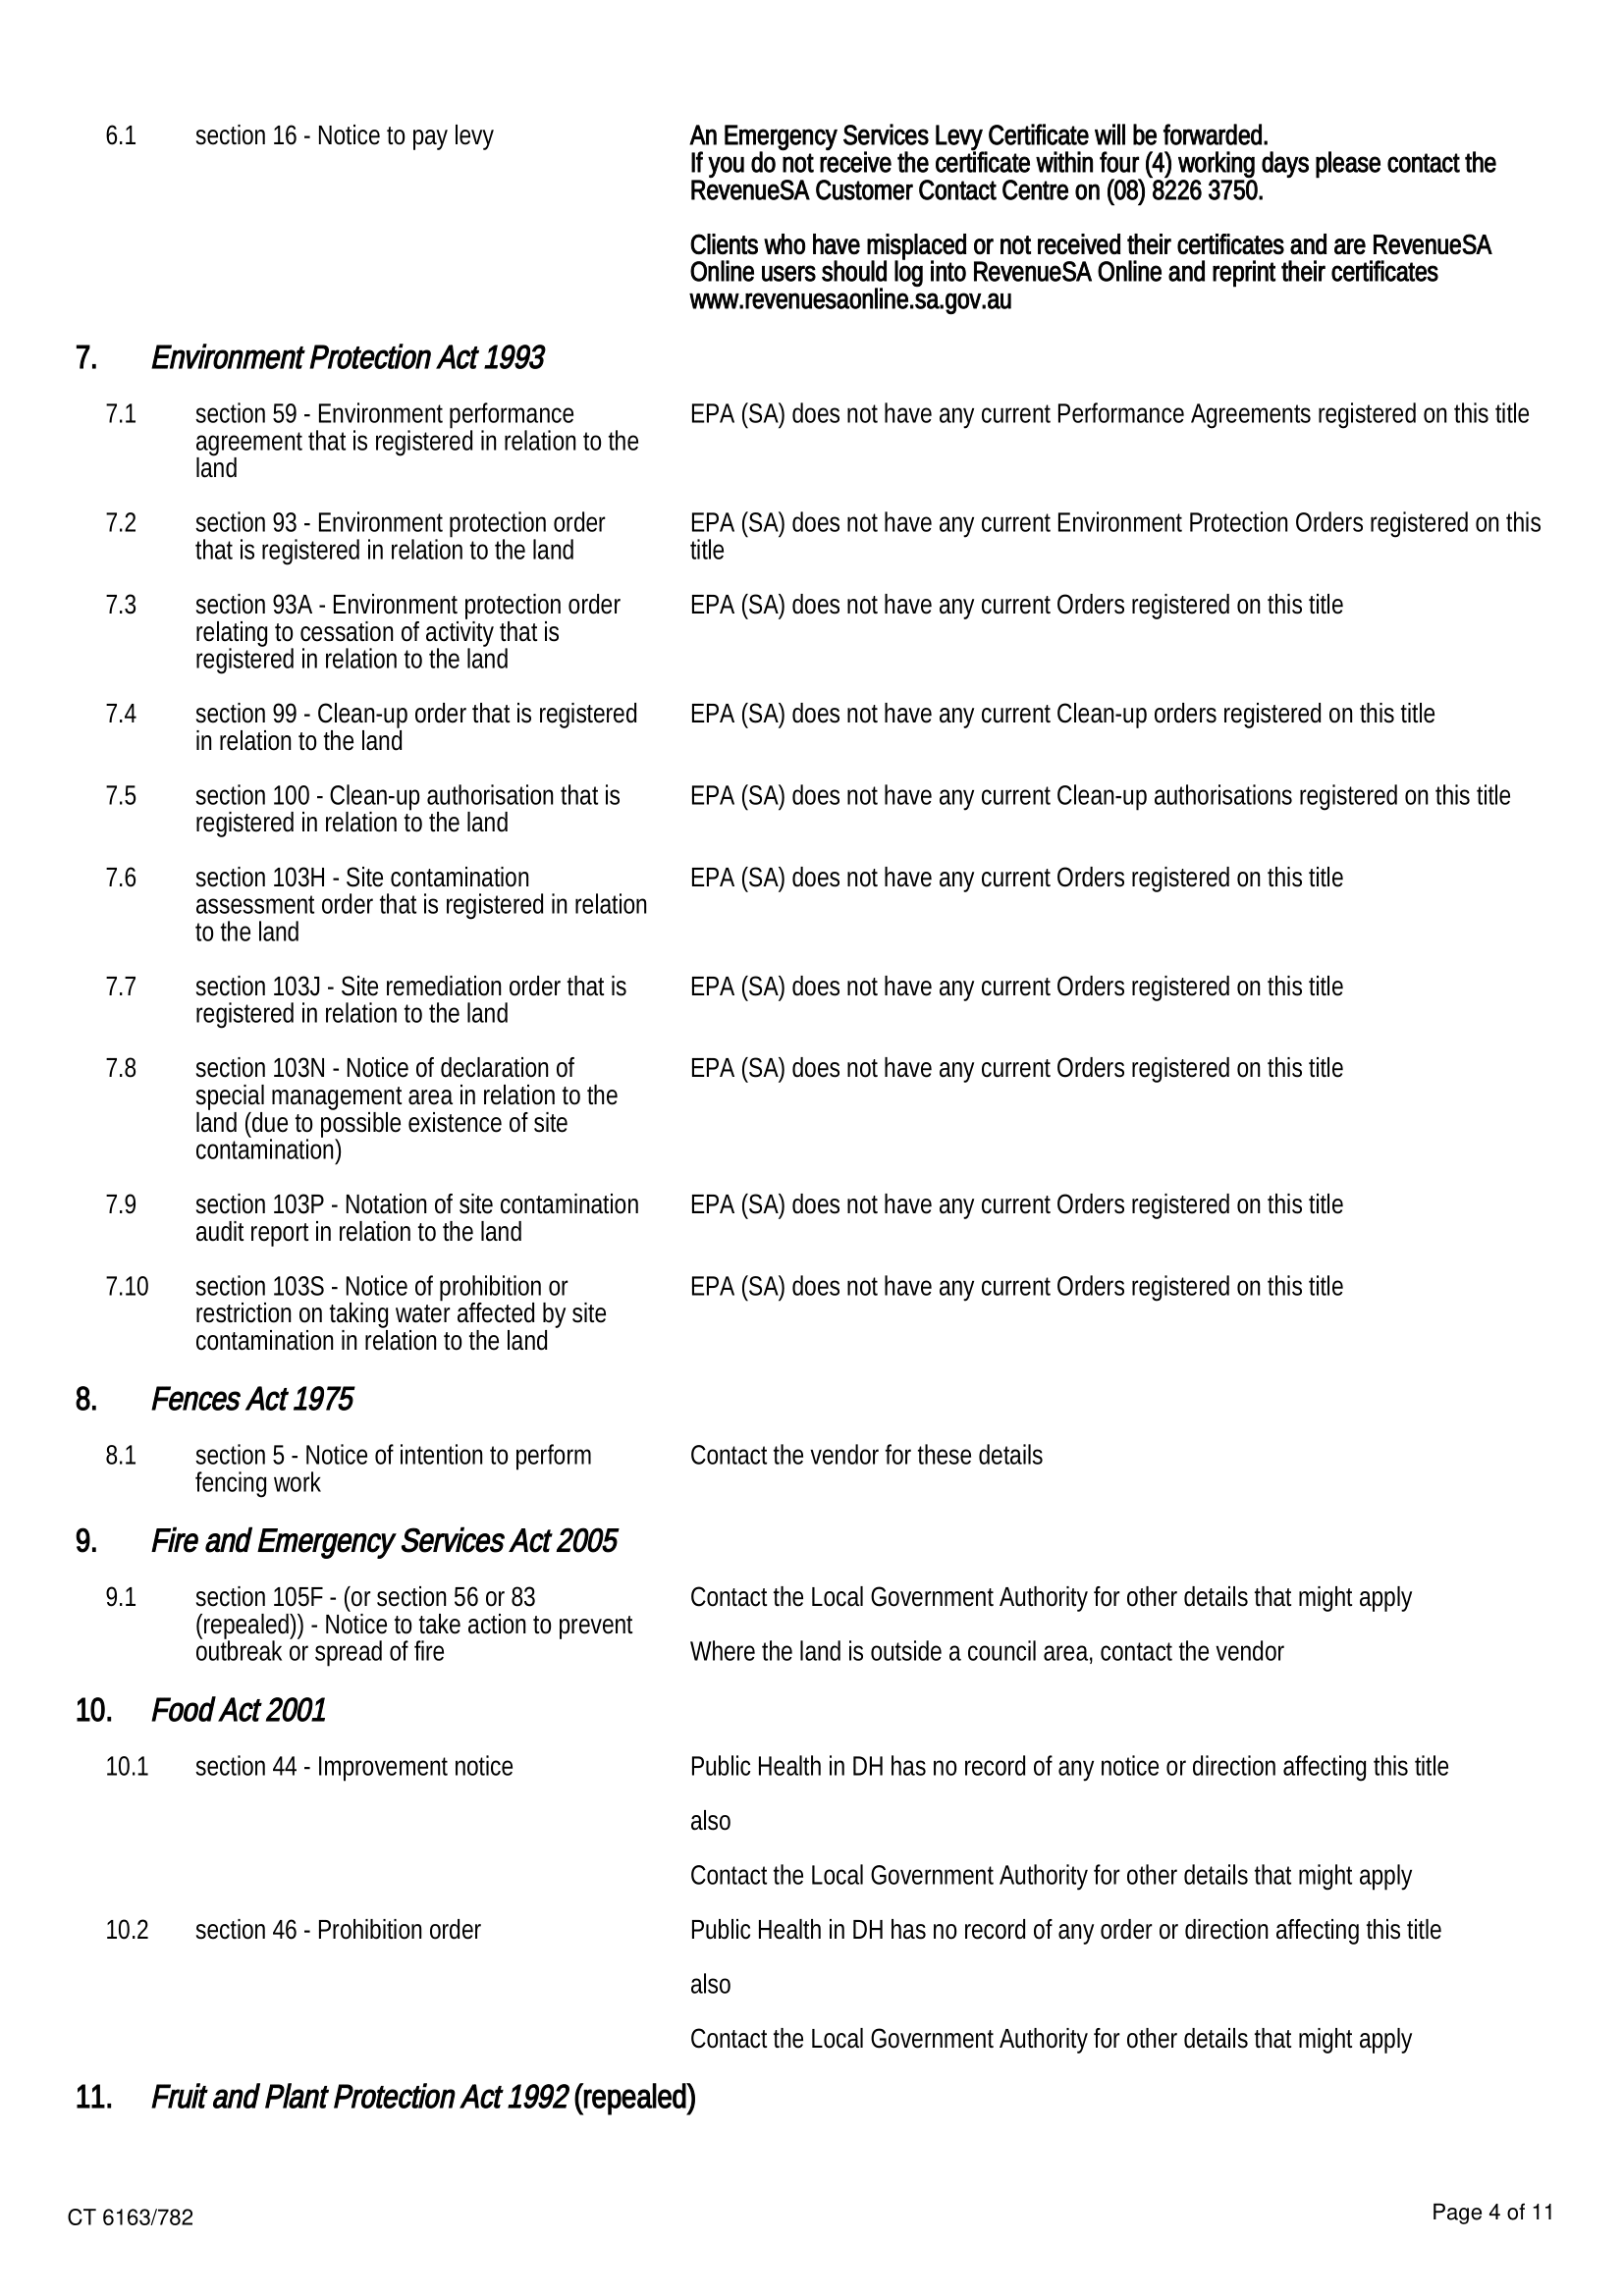 6.1 section 16 - Notice to pay levy An Emergency Services Levy Certificate will be forwarded.
If you do not receive the certificate within four (4) working days please contact the
RevenueSA Customer Contact Centre on (08) 8226 3750.
Clients who have misplaced or not received their certificates and are RevenueSA
Online users should log into RevenueSA Online and reprint their certificates
www.revenuesaonline.sa.gov.au
7. Environment Protection Act 1993
7.1 section 59 - Environment performance EPA (SA) does not have any current Performance Agreements registered on this title
agreement that is registered in relation to the
land
7.2 section 93 - Environment protection order EPA (SA) does not have any current Environment Protection Orders registered on this
that is registered in relation to the land title
7.3 section 93A - Environment protection order EPA (SA) does not have any current Orders registered on this title
relating to cessation of activity that is
registered in relation to the land
7.4 section 99 - Clean-up order that is registered EPA (SA) does not have any current Clean-up orders registered on this title
in relation to the land
7.5 section 100 - Clean-up authorisation that is EPA (SA) does not have any current Clean-up authorisations registered on this title
registered in relation to the land
7.6 section 103H - Site contamination EPA (SA) does not have any current Orders registered on this title
assessment order that is registered in relation
to the land
7.7 section 103J - Site remediation order that is EPA (SA) does not have any current Orders registered on this title
registered in relation to the land
7.8 section 103N - Notice of declaration of EPA (SA) does not have any current Orders registered on this title
special management area in relation to the
land (due to possible existence of site
contamination)
7.9 section 103P - Notation of site contamination EPA (SA) does not have any current Orders registered on this title
audit report in relation to the land
7.10 section 103S - Notice of prohibition or EPA (SA) does not have any current Orders registered on this title
restriction on taking water affected by site
contamination in relation to the land
8. Fences Act 1975
8.1 section 5 - Notice of intention to perform Contact the vendor for these details
fencing work
9. Fire and Emergency Services Act 2005
9.1 section 105F - (or section 56 or 83 Contact the Local Government Authority for other details that might apply
(repealed)) - Notice to take action to prevent
outbreak or spread of fire Where the land is outside a council area, contact the vendor
10. Food Act 2001
10.1 section 44 - Improvement notice Public Health in DH has no record of any notice or direction affecting this title
also
Contact the Local Government Authority for other details that might apply
10.2 section 46 - Prohibition order Public Health in DH has no record of any order or direction affecting this title
also
Contact the Local Government Authority for other details that might apply
11. Fruit and Plant Protection Act 1992 (repealed)
CT 6163/782 Page 4 of 11